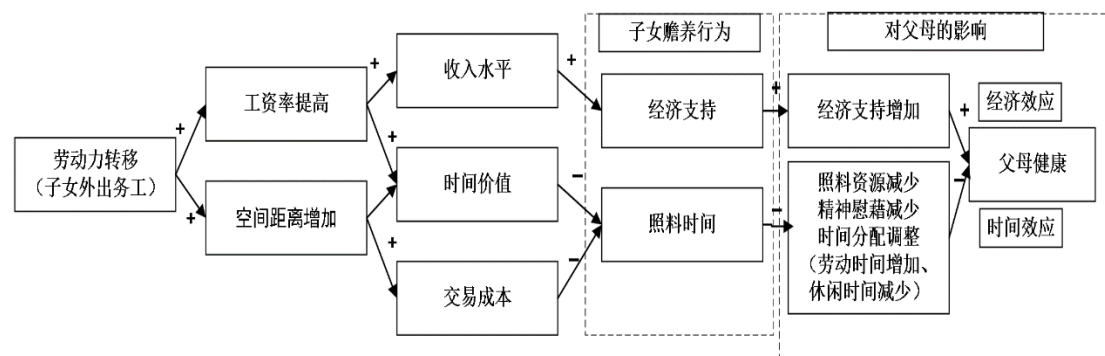 子女赡养行为
对父母的影响
收入水平
工资率提高
经济支持
经济支持增加
经济效应
劳动力转移
（子女外出务工）
时间价值
父母健康
空间距离增加
照料时间
照料资源减少
精神慰藉减少
时间分配调整
（劳动时间增加、
休闲时间减少）
时间效应
交易成本
+
+
+
+
+
+
+
+
+
−
−
−
−